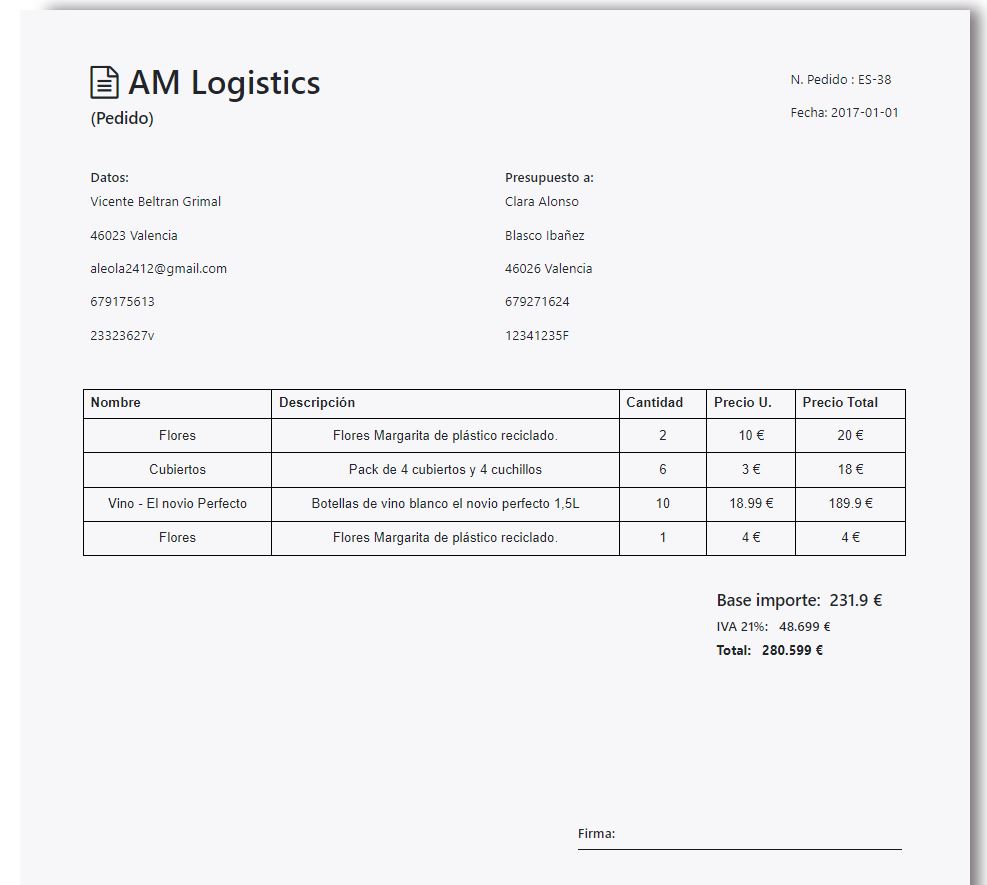 AM Logistics
(Pedido)
N. Pedido : ES-38
Fecha: 2017-01-01
Datos:
Vicente Beltran Grimal
46023 Valencia
aleola2412@gmail.com
679175613
23323627v
Presupuesto a:
Clara Alonso
Blasco Ibañez
46026 Valencia
679271624
12341235F
Nombre Descripción Cantidad Precio U. Precio Total
Flores Flores Margarita de plástico reciclado. 2 10 € 20 €
Cubiertos Pack de 4 cubiertos y 4 cuchillos 6 3 € 18 €
Vino - El novio Perfecto Botellas de vino blanco el novio perfecto 1,5L 10 18.99 € 189.9 €
Flores Flores Margarita de plástico reciclado. 1 4 € 4 €
Base importe: 231.9 €
IVA 21%: 48.699 €
Total: 280.599 €
Firma: